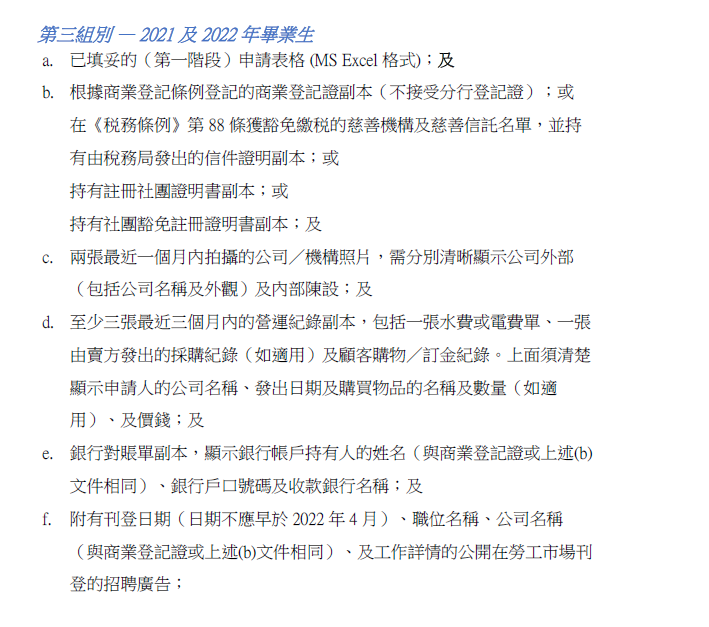 第三組別 — 2021 及 2022 年畢業生
a. 已填妥的（第一階段）申請表格 (MS Excel 格式)；及
b. 根據商業登記條例登記的商業登記證副本（不接受分行登記證）；或
在《稅務條例》第 88 條獲豁免繳稅的慈善機構及慈善信託名單，並持
有由稅務局發出的信件證明副本；或
持有註冊社團證明書副本；或
持有社團豁免註冊證明書副本；及
c. 兩張最近一個月內拍攝的公司／機構照片，需分別清晰顯示公司外部
（包括公司名稱及外觀）及內部陳設；及
d. 至少三張最近三個月內的營運紀錄副本，包括一張水費或電費單、一張
由賣方發出的採購紀錄（如適用）及顧客購物／訂金紀錄。上面須清楚
顯示申請人的公司名稱、發出日期及購買物品的名稱及數量（如適
用）、及價錢；及
e. 銀行對賬單副本，顯示銀行帳戶持有人的姓名（與商業登記證或上述(b)
文件相同）、銀行戶口號碼及收款銀行名稱；及
f. 附有刊登日期（日期不應早於 2022 年 4 月）、職位名稱、公司名稱
（與商業登記證或上述(b)文件相同）、及工作詳情的公開在勞工市場刊
登的招聘廣告；